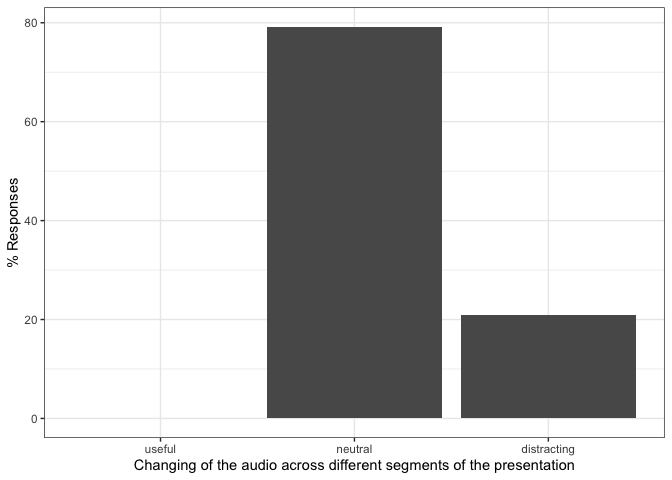 80
60
40
20
0
% Responses
useful neutral distracting
Changing of the audio across different segments of the presentation